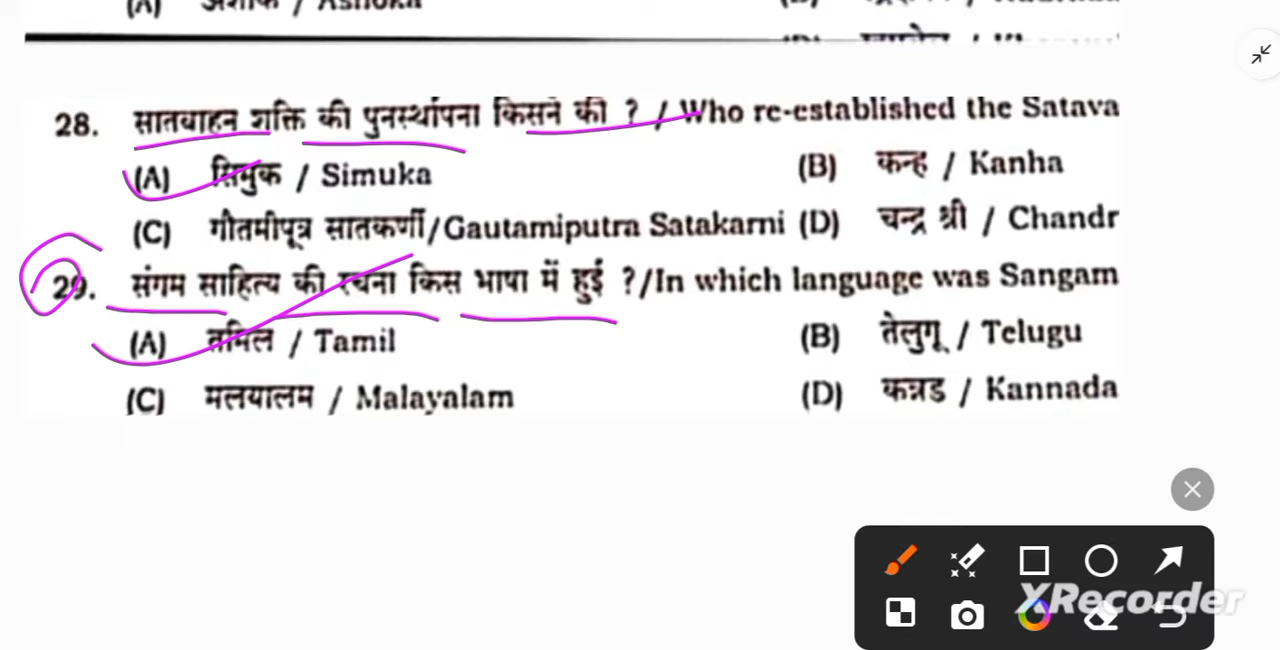 (A) अशोक / Ashoka
28. सातवाहन शक्ति की पुनर्स्थापना किसने की ? / Who re-established the Satava
(A) सिमुक / Simuka (B) कन्ह / Kanha
(C) गौतमीपूत्र सातकर्णी/Gautamiputra Satakarni (D) चन्द्र श्री / Chandr
29. संगम साहित्य की रचना किस भाषा में हुई ?/In which language was Sangam
(A) तमिल / Tamil (B) तेलुगू / Telugu
(C) मलयालम / Malayalam (D) कन्नड / Kannada
XRecorder